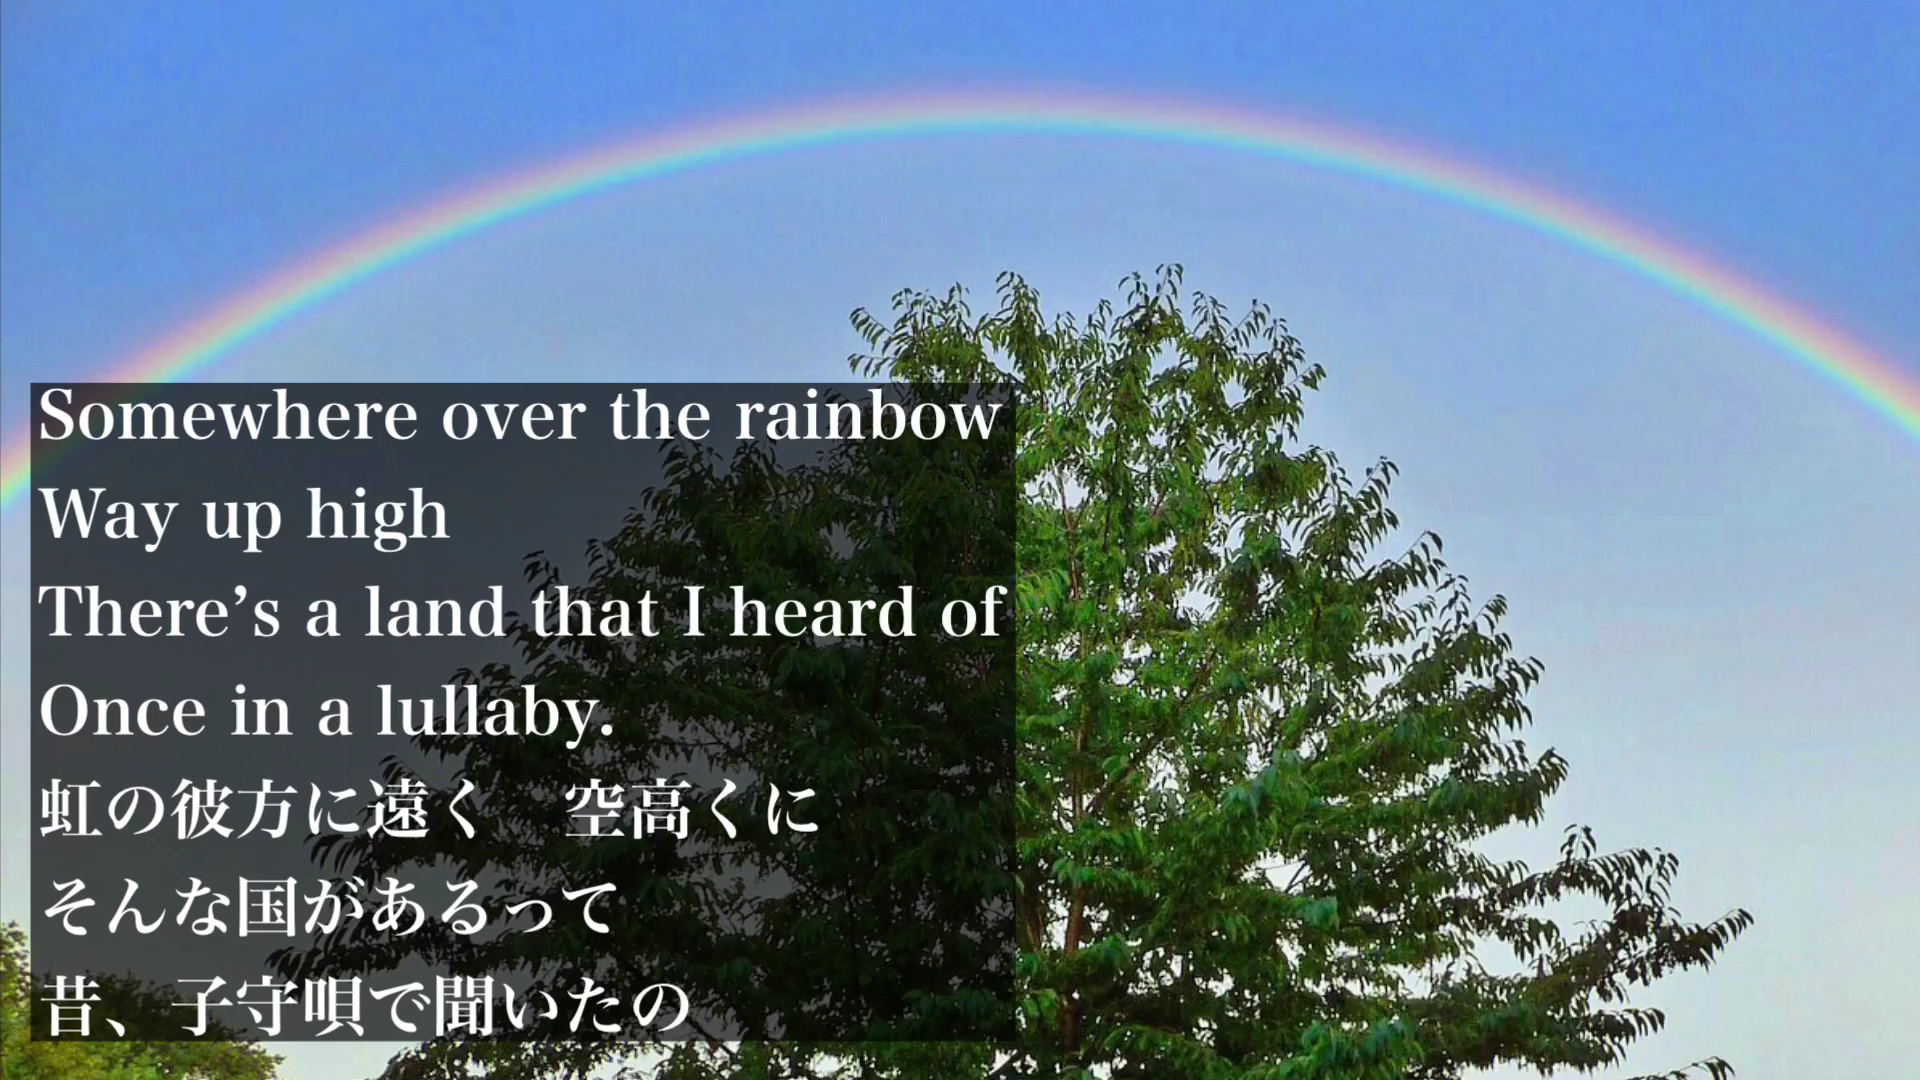 Somewhere over the rainbow
Way up high
There’s a land that I heard of
Once in a lullaby.
虹の彼方に遠く　空高くに
そんな国があるって
昔、子守唄で聞いたの